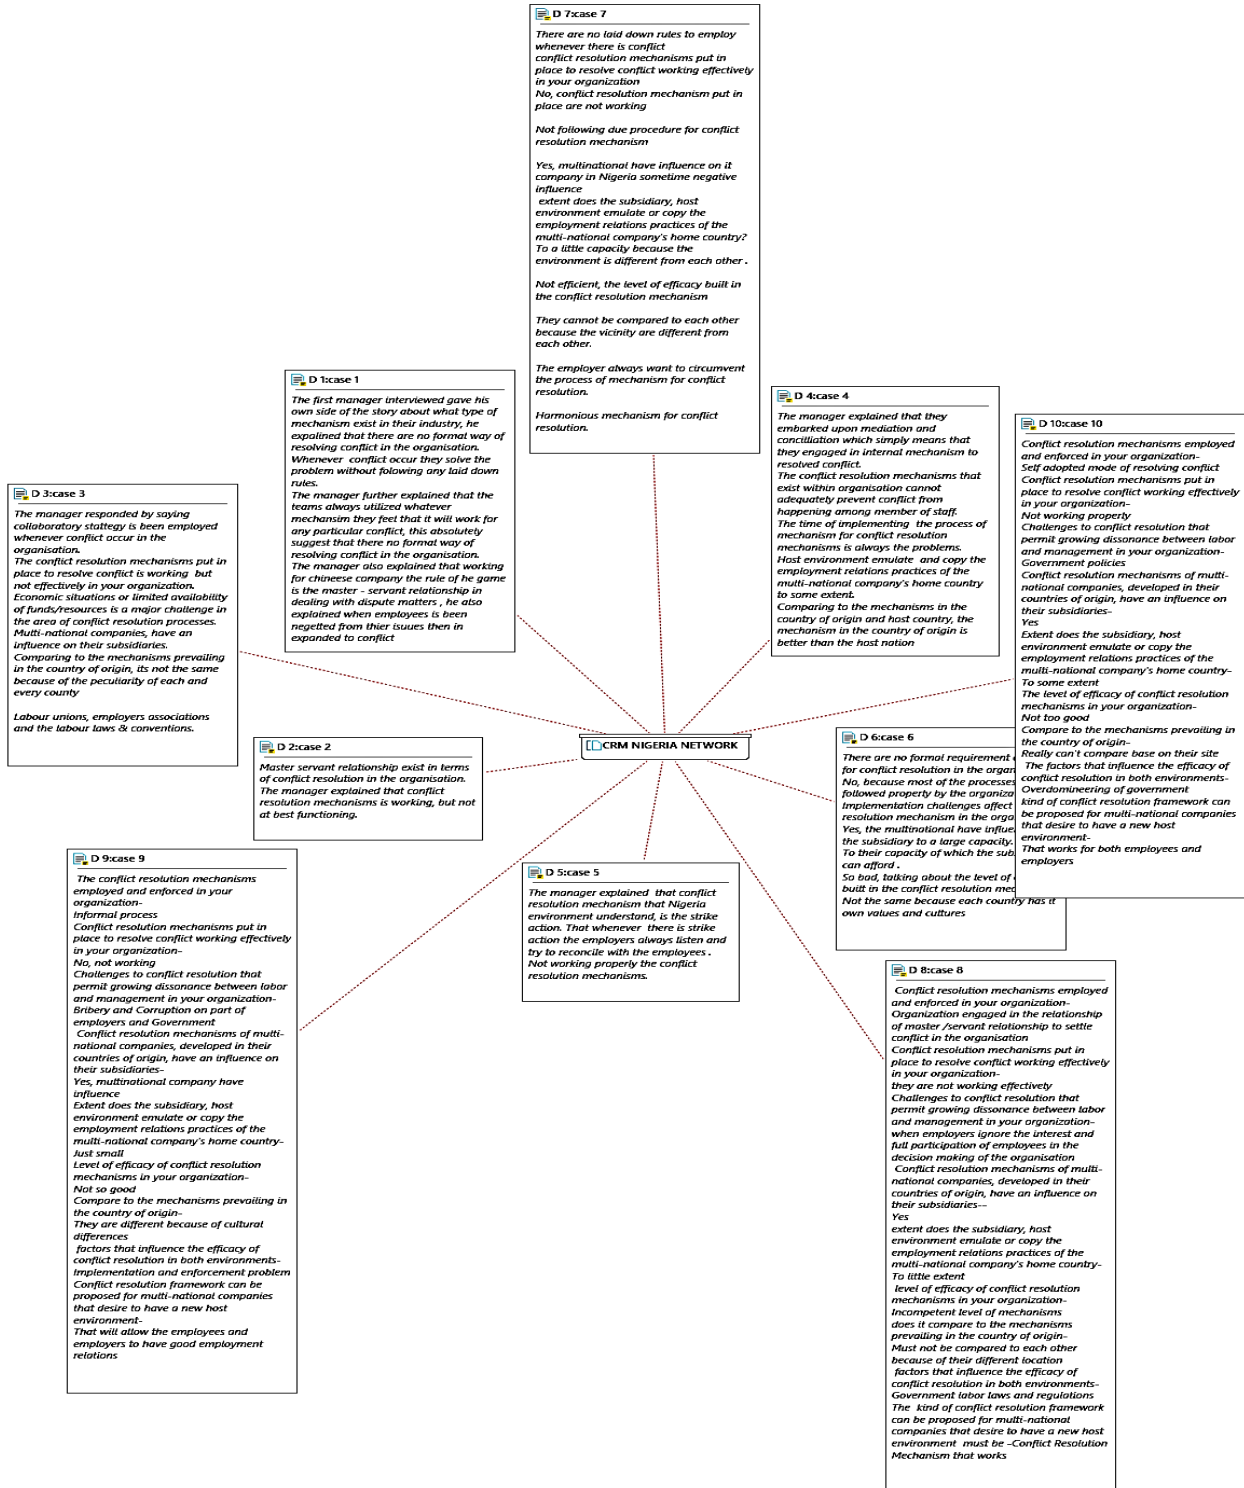 D 7:case 7
There are no laid down rules to employ
whenever there is conflict
conflict resolution mechanisms put in
place to resolve conflict working effectively
in your organization
No, conflict resolution mechanism put in
place are not working
Not following due procedure for conflict
resolution mechanism
Yes, multinational have influence on it
company in Nigeria sometime negative
influence
extent does the subsidiary, host
environment emulate or copy the
employment relations practices of the
multi-national company's home country?
To a little capacity because the
environment is different from each other .
Not efficient, the level of efficacy built in
the conflict resolution mechanism
They cannot be compared to each other
because the vicinity are different from
each other.
The employer always want to circumvent
the process of mechanism for conflict
resolution.
Harmonious mechanism for conflict
resolution.
D 1:case 1
The first manager interviewed gave his
own side of the story about what type of
mechanism exist in their industry, he
expalined that there are no formal way of
resolving conflict in the organisation.
Whenever conflict occur they solve the
problem without folowing any laid down
rules.
The manager further explained that the
teams always utilized whatever
mechansim they feel that it will work for
any particular conflict, this absolutely
suggest that there no formal way of
resolving conflict in the organisation.
The manager also explained that working
for chineese company the rule of he game
is the master - servant relationship in
dealing with dispute matters , he also
explained when employees is been
negetled from thier isuues then in
expanded to conflict
D 4:case 4
The manager explained that they
embarked upon mediation and
concilliation which simply means that
they engaged in internal mechanism to
resolved conflict.
The conflict resolution mechanisms that
exist within organisation cannot
adequately prevent conflict from
happening among member of staff.
The time of implementing the process of
mechanism for conflict resolution
mechanisms is always the problems.
Host environment emulate and copy the
employment relations practices of the
multi-national company's home country
to some extent.
Comparing to the mechanisms in the
country of origin and host country, the
mechanism in the country of origin is
better than the host nation
D 10:case 10
Conflict resolution mechanisms employed
and enforced in your organization-
Self adopted mode of resolving conflict
Conflict resolution mechanisms put in
place to resolve conflict working effectively
in your organization-
Not working properly
Challenges to conflict resolution that
permit growing dissonance between labor
and management in your organization-
Government policies
Conflict resolution mechanisms of multi-
national companies, developed in their
countries of origin, have an influence on
their subsidiaries-
Yes
Extent does the subsidiary, host
environment emulate or copy the
employment relations practices of the
multi-national company's home country-
To some extent
The level of efficacy of conflict resolution
mechanisms in your organization-
Not too good
Compare to the mechanisms prevailing in
the country of origin-
Really can't compare base on their site
The factors that influence the efficacy of
conflict resolution in both environments-
Overdomineering of government
kind of conflict resolution framework can
be proposed for multi-national companies
that desire to have a new host
environment-
That works for both employees and
employers
D 3:case 3
The manager responed by saying
collaboratory stattegy is been employed
whenever conflict occur in the
organisation.
The conflict resolution mechanisms put in
place to resolve conflict is working but
not effectively in your organization.
Economic situations or limited availability
of funds/resources is a major challenge in
the area of conflict resolution processes.
Multi-national companies, have an
influence on their subsidiaries.
Comparing to the mechanisms prevailing
in the country of origin, its not the same
because of the peculiarity of each and
every county
Labour unions, employers associations
and the labour laws & conventions.
CRM NIGERIA NETWORK
D 2:case 2
Master servant relationship exist in terms
of conflict resolution in the organisation.
The manager explained that conflict
resolution mechanisms is working, but not
at best functioning.
D 6:case 6
There are no formal requirement
for conflict resolution in the organ
No, because most of the processes
followed properly by the organiza
Implementation challenges affect
resolution mechanism in the orga
Yes, the multinational have influe
the subsidiary to a large capacity.
To their capacity of which the sub
can afford .
So bad, talking about the level of
built in the conflict resolution mec
Not the same because each country has it
own values and cultures
D 9:case 9
The conflict resolution mechanisms
employed and enforced in your
organization-
Informal process
Conflict resolution mechanisms put in
place to resolve conflict working effectively
in your organization-
No, not working
Challenges to conflict resolution that
permit growing dissonance between labor
and management in your organization-
Bribery and Corruption on part of
employers and Government
Conflict resolution mechanisms of multi-
national companies, developed in their
countries of origin, have an influence on
their subsidiaries-
Yes, multinational company have
influence
Extent does the subsidiary, host
environment emulate or copy the
employment relations practices of the
multi-national company's home country-
Just small
Level of efficacy of conflict resolution
mechanisms in your organization-
Not so good
Compare to the mechanisms prevailing in
the country of origin-
They are different because of cultural
differences
factors that influence the efficacy of
conflict resolution in both environments-
Implementation and enforcement problem
Conflict resolution framework can be
proposed for multi-national companies
that desire to have a new host
environment-
That will allow the employees and
employers to have good employment
relations
D 5:case 5
The manager explained that conflict
resolution mechanism that Nigeria
environment understand, is the strike
action. That whenever there is strike
action the employers always listen and
try to reconcile with the employees .
Not working properly the conflict
resolution mechanisms.
D 8:case 8
Conflict resolution mechanisms employed
and enforced in your organization-
Organization engaged in the relationship
of master /servant relationship to settle
conflict in the organisation
Conflict resolution mechanisms put in
place to resolve conflict working effectively
in your organization-
they are not working effectively
Challenges to conflict resolution that
permit growing dissonance between labor
and management in your organization-
when employers ignore the interest and
full participation of employees in the
decision making of the organisation
Conflict resolution mechanisms of multi-
national companies, developed in their
countries of origin, have an influence on
their subsidiaries--
Yes
extent does the subsidiary, host
environment emulate or copy the
employment relations practices of the
multi-national company's home country-
To little extent
level of efficacy of conflict resolution
mechanisms in your organization-
Incompetent level of mechanisms
does it compare to the mechanisms
prevailing in the country of origin-
Must not be compared to each other
because of their different location
factors that influence the efficacy of
conflict resolution in both environments-
Government labor laws and regulations
The kind of conflict resolution framework
can be proposed for multi-national
companies that desire to have a new host
environment must be -Conflict Resolution
Mechanism that works